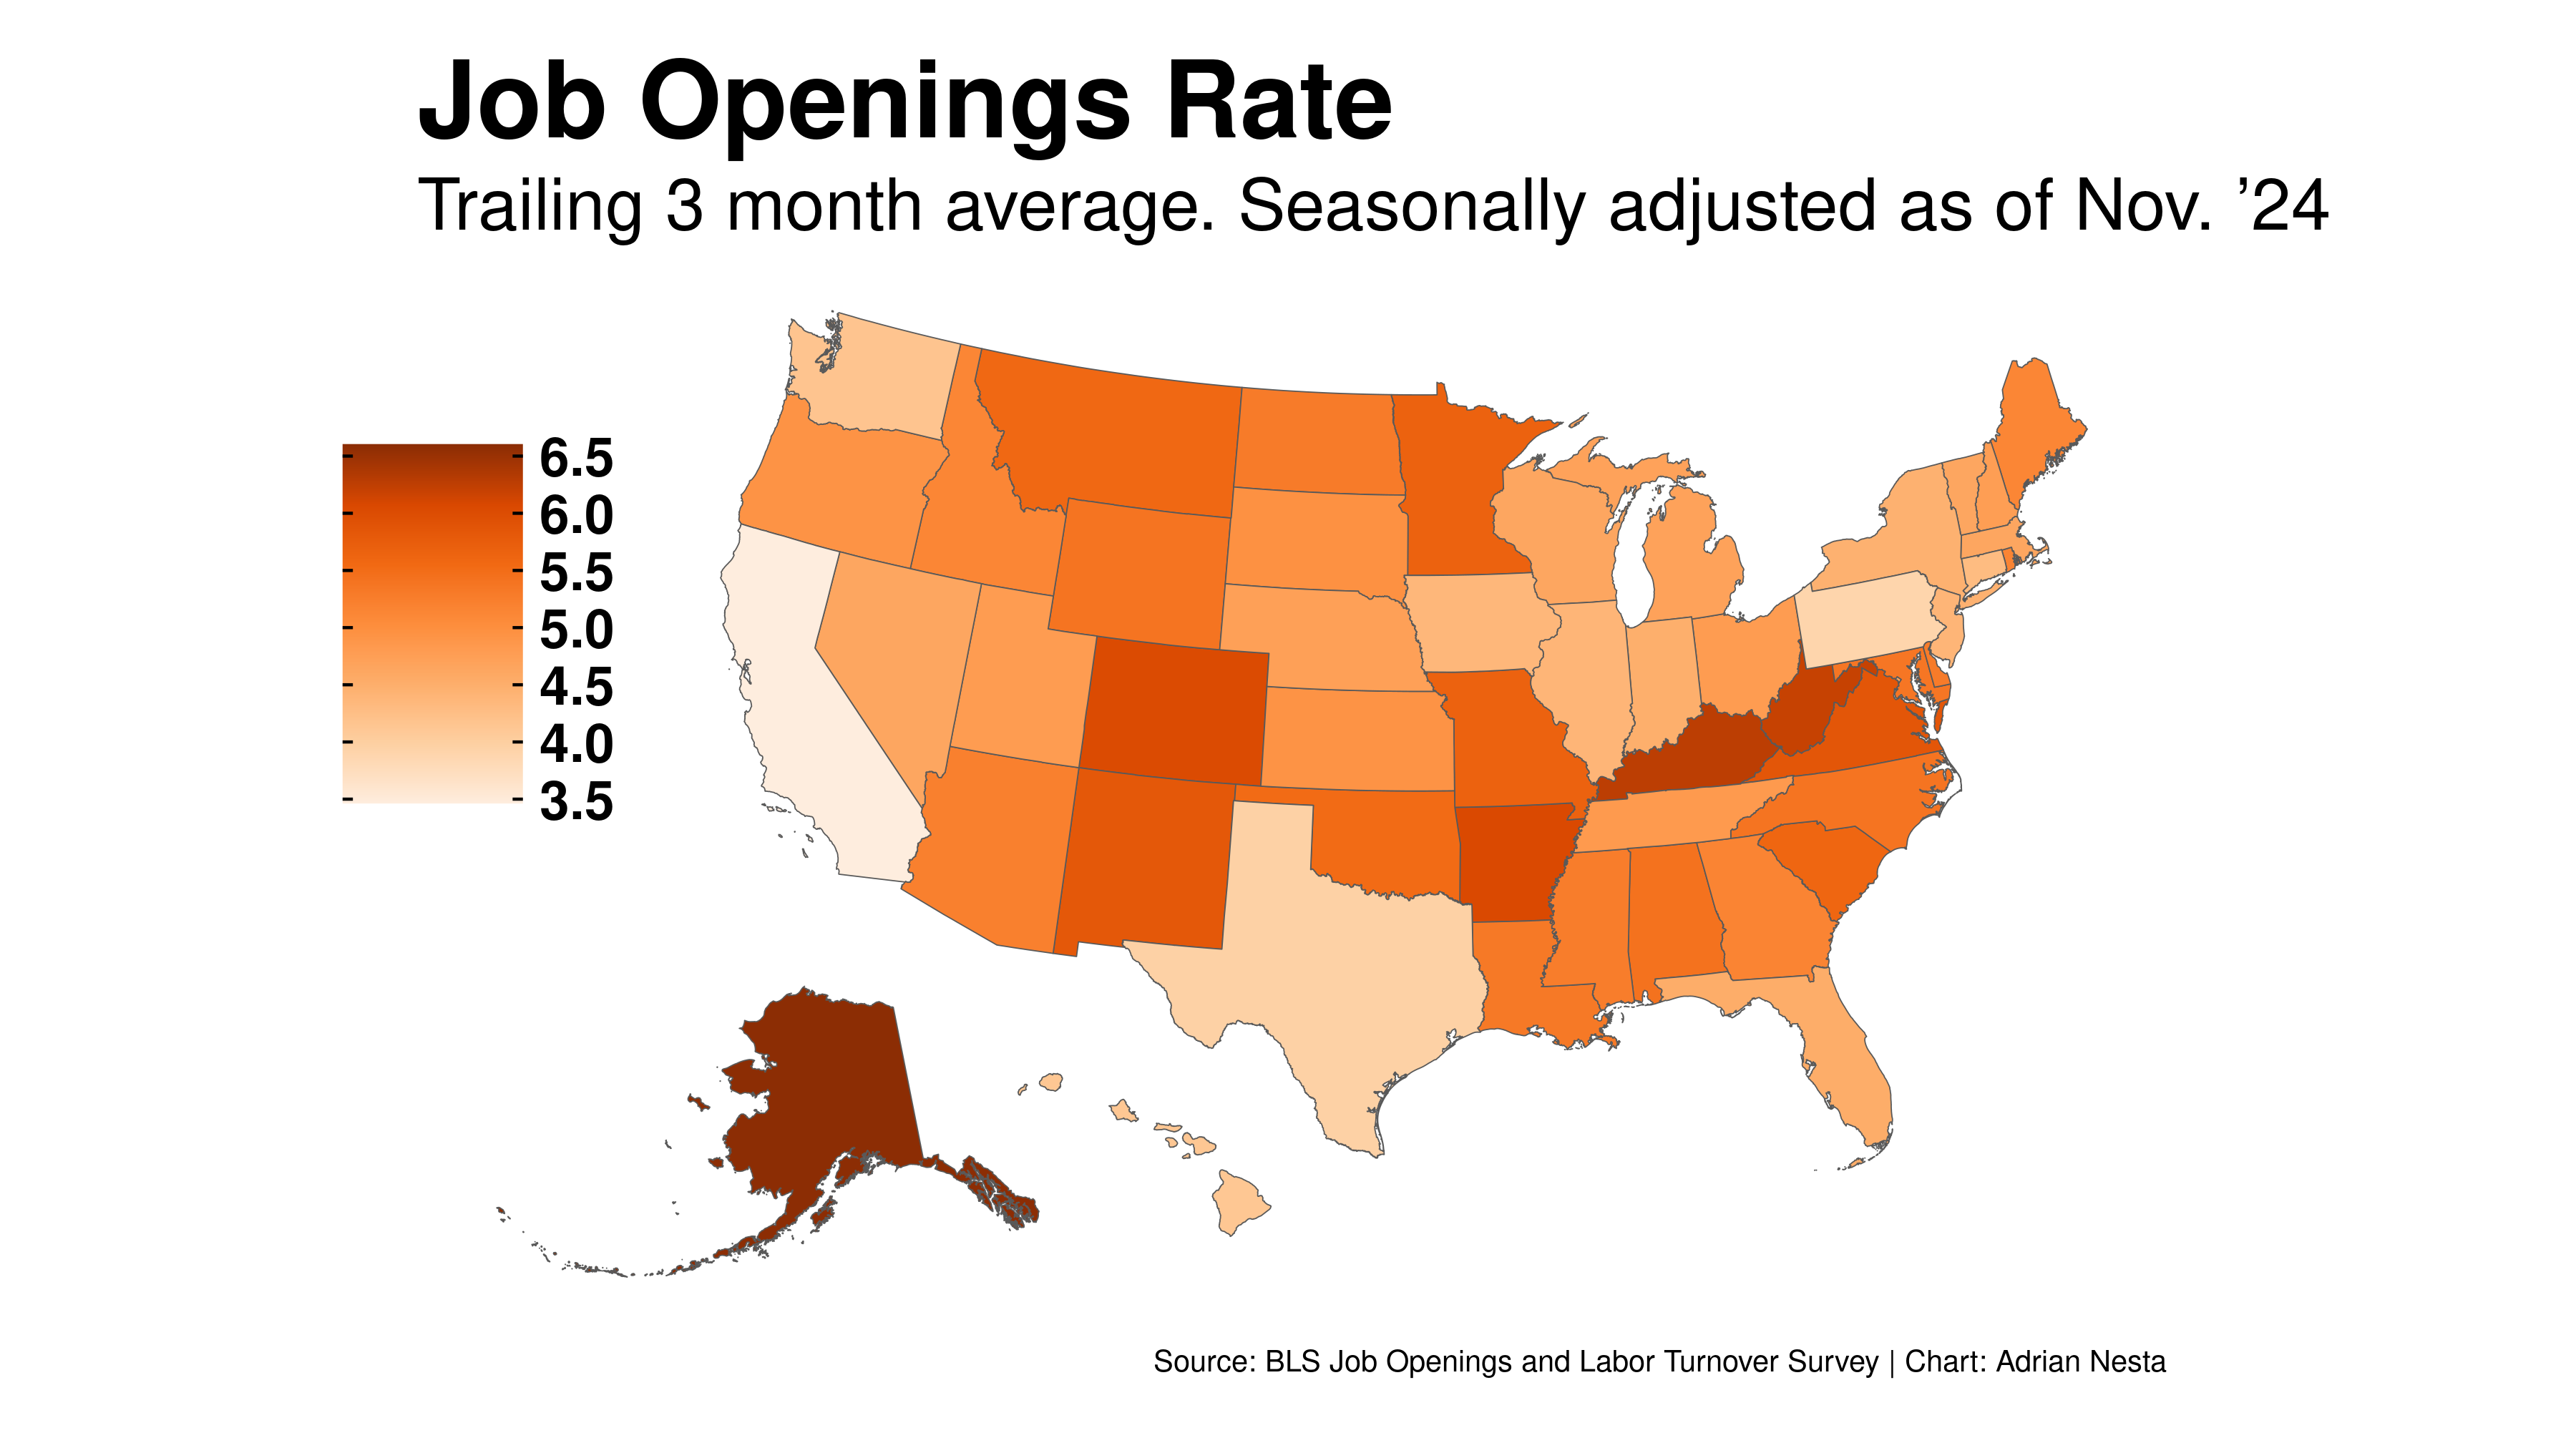 Job Openings Rate
Trailing 3 month average. Seasonally adjusted as of Nov. ’24
6.5
6.0
5.5
5.0
4.5
4.0
3.5
Source: BLS Job Openings and Labor Turnover Survey | Chart: Adrian Nesta